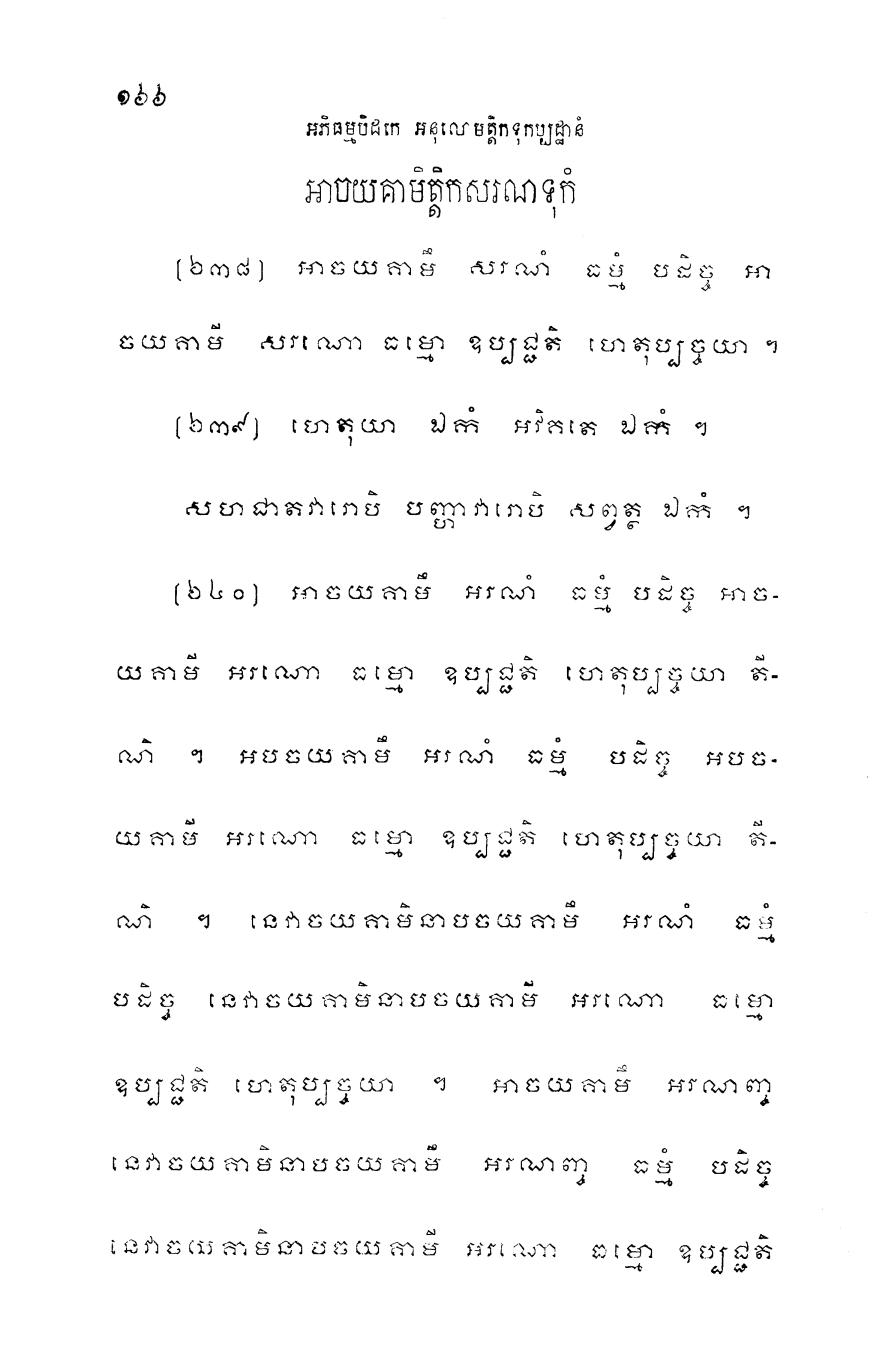 ១៦៦
អភិធម្មបិដកេ អនុលោមត្តិកទុកប្បដ្ឋានំ
អាចយគាមិត្តិកសរណទុកំ
(៦៣៨) អាចយគាមឹ សរណំ ធម្មំ បដិច្ច អា
ចយគាមី សរណោ ធម្មោ ឧប្បជ្ជតិ ហេតុប្បច្ចយា ។
(៦៣៩) ហេតុយា ឯកំ អវិគតេ ឯកំ ។
សហជាតវារេបិ បញ្ហាវារេបិ សព្វត្ថ ឯកំ ។
(៦៤០) អាចយគាមឹ អរណំ ធម្មំ បដិច្ច អាច-
យគាមី អរណោ ធម្មោ ឧប្បជ្ជតិ ហេតុប្បច្ចយា តី-
ណិ ។ អបចយគាមឹ អរណំ ធម្មំ បដិច្ច អបច-
យគាមី អរណោ ធម្មោ ឧប្បជ្ជតិ ហេតុប្បច្ចយា តី-
ណិ ។ នេវាចយគាមិនាបចយគាមឹ អរណំ ធម្មំ
បដិច្ច នេវាចយគាមិនាបចយគាមី អរណោ ធម្មោ
ឧប្បជ្ជតិ ហេតុប្បច្ចយា ។ អាចយគាមឹ អរណញ្ច
នេវាចយគាមិនាបចយគាមឹ អរណញ្ច ធម្មំ បដិច្ច
នេវាចយគាមិនាបចយគាមី អរណោ ធម្មោ ឧប្បជ្ជតិ